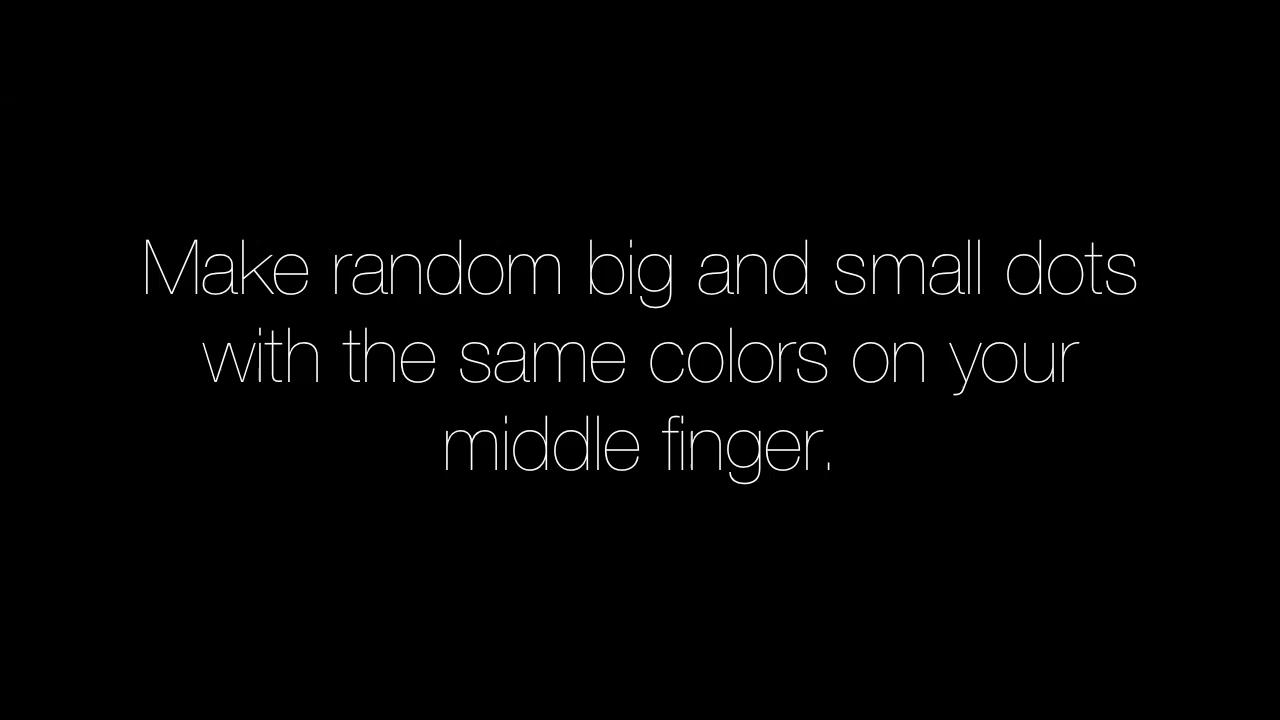 Make random big and small dots
with the same colors on your
middle finger.